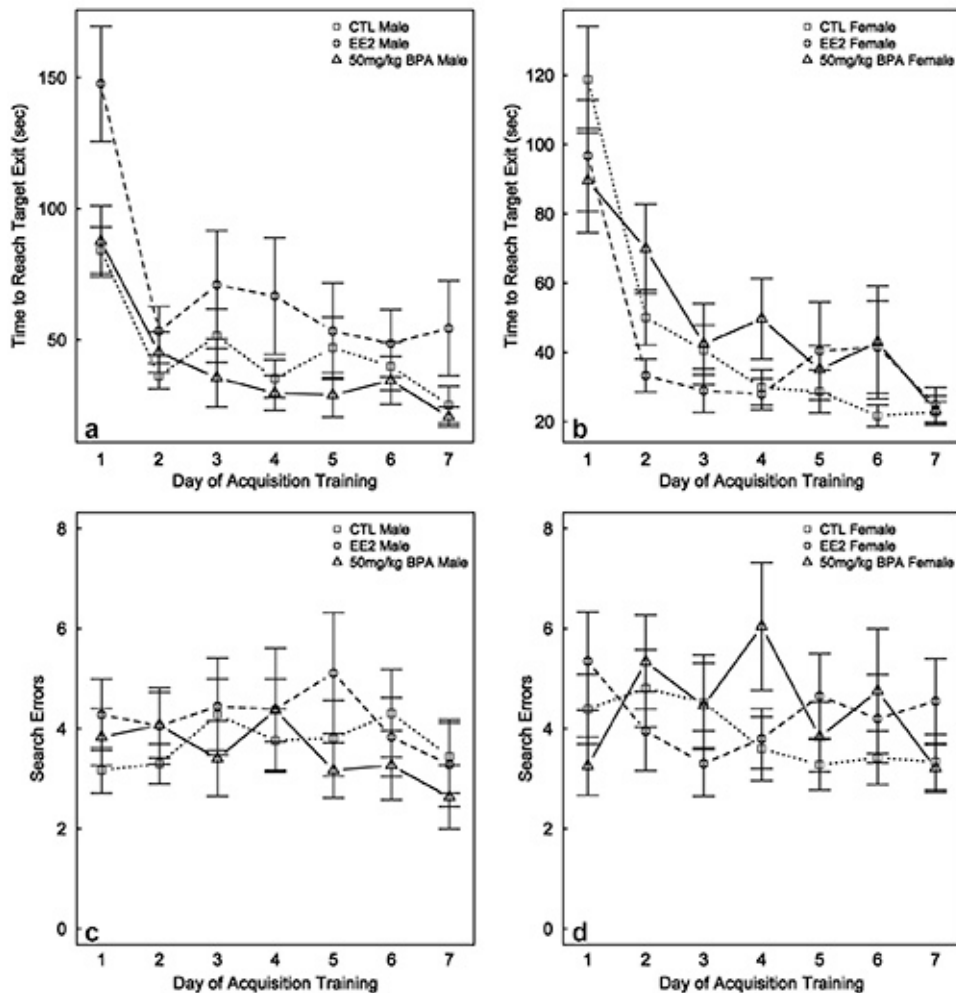 CTL Male
EE2 Male
50mg/kg BPA Male
Time to Reach Target Exit (sec)
150
100
50
a
1 2 3 4 5 6 7
Day of Acquisition Training
CTL Female
EE2 Female
50mg/kg BPA Female
Time to Reach Target Exit (sec)
120
100
80
60
40
20
b
1 2 3 4 5 6 7
Day of Acquisition Training
CTL Male
EE2 Male
50mg/kg BPA Male
Search Errors
8
6
4
2
0
c
1 2 3 4 5 6 7
Day of Acquisition Training
CTL Female
EE2 Female
50mg/kg BPA Female
Search Errors
8
6
4
2
0
d
1 2 3 4 5 6 7
Day of Acquisition Training